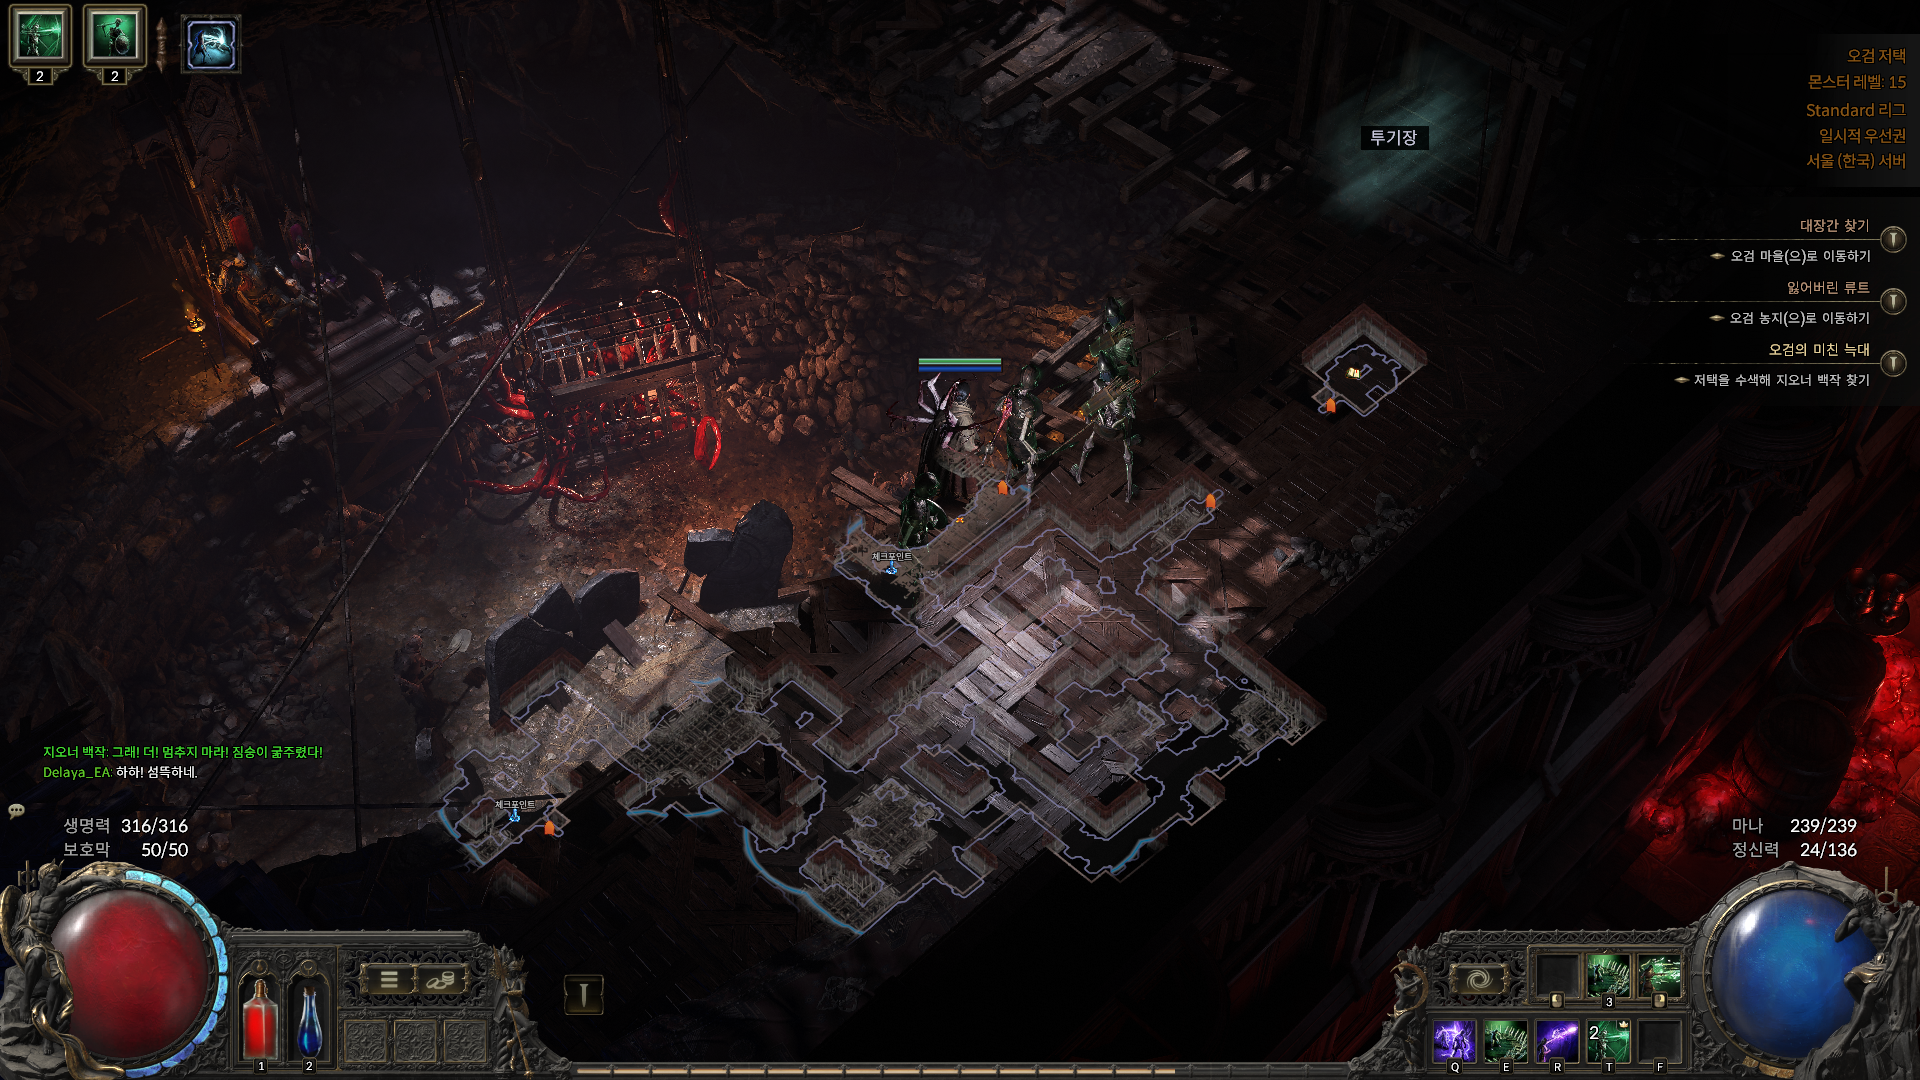 2
2
오검 저택
몬스터 레벨: 15
Standard 리그
일시적 우선권
서울 (한국) 서버
투기장
대장간 찾기
오검 마을(으)로 이동하기
잃어버린 류트
오검 농지(으)로 이동하기
오검의 미친 늑대
저택을 수색해 지오너 백작 찾기
체크포인트
체크포인트
지오너 백작: 그래! 더! 멈추지 마라! 짐승이 굶주렸다!
Delaya_EA: 하하! 섬뜩하네.
생명력 316/316
보호막 50/50
마나 239/239
정신력 24/136
1
2
3
2
Q
E
R
T
F